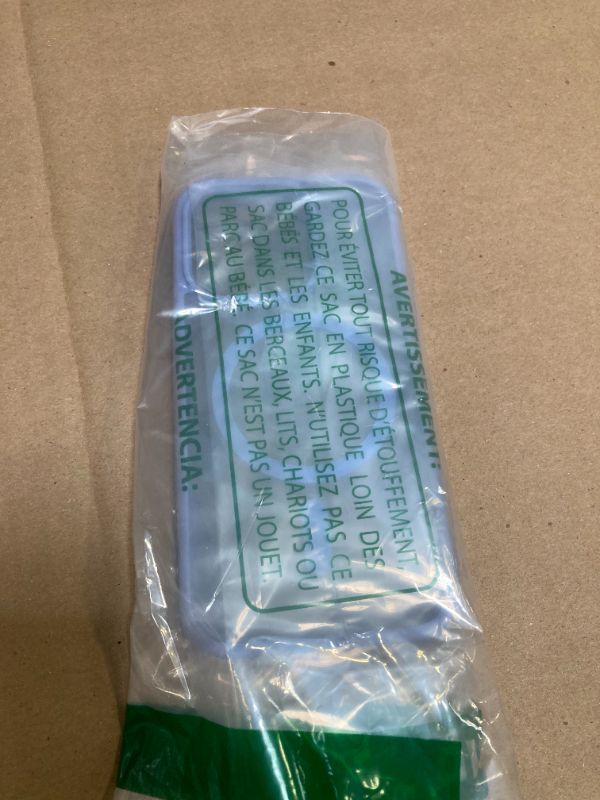 AVERTISSEMENT:
POUR ÉVITER TOUT RISQUE D'ÉTOUFFEMENT,
GARDEZ CE SAC EN PLASTIQUE LOIN DES
BÉBÉS ET LES ENFANTS. N'UTILISEZ PAS CE
SAC DANS LES BERCEAUX, LITS, CHARIOTS OU
PARC AU BEBÉ. CE SAC N'EST PAS UN JOUET.
ADVERTENCIA: